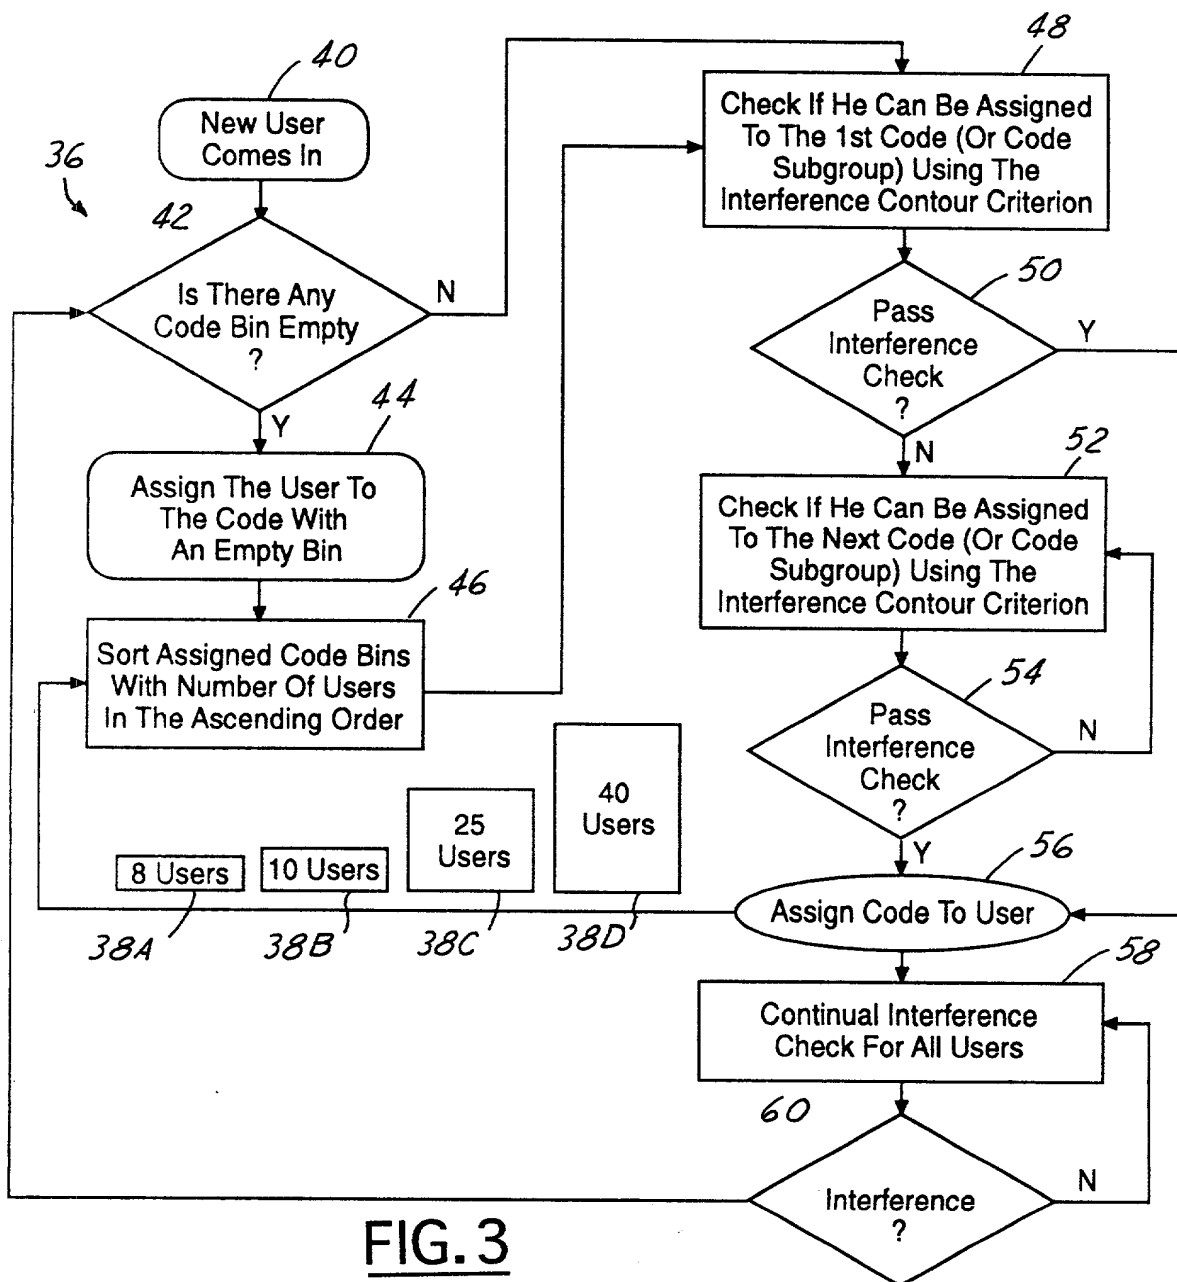 40
New User
Comes In
36
42
Is There Any
Code Bin Empty
?
N
Y
44
Assign The User To
The Code With
An Empty Bin
46
Sort Assigned Code Bins
With Number Of Users
In The Ascending Order
48
Check If He Can Be Assigned
To The 1st Code (Or Code
Subgroup) Using The
Interference Contour Criterion
50
Pass
Interference
Check
?
Y
N
52
Check If He Can Be Assigned
To The Next Code (Or Code
Subgroup) Using The
Interference Contour Criterion
54
Pass
Interference
Check
?
N
Y
8 Users
38A
10 Users
38B
25
Users
38C
40
Users
38D
56
Assign Code To User
58
Continual Interference
Check For All Users
60
Interference
?
N
FIG. 3